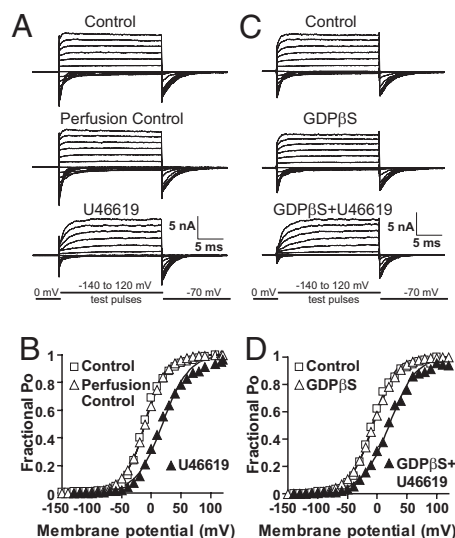 A
Control
Perfusion Control
U46619
5 nA
5 ms
0 mV
-140 to 120 mV
test pulses
-70 mV
C
Control
GDPβS
GDPβS+U46619
5 nA
5 ms
0 mV
-140 to 120 mV
test pulses
-70 mV
B
Fractional Po
1
0.8
0.6
0.4
0.2
0
Control
Perfusion
Control
U46619
-150 -100 -50 0 50 100
Membrane potential (mV)
D
Fractional Po
1
0.8
0.6
0.4
0.2
0
Control
GDPβS
GDPβS+
U46619
-150 -100 -50 0 50 100
Membrane potential (mV)